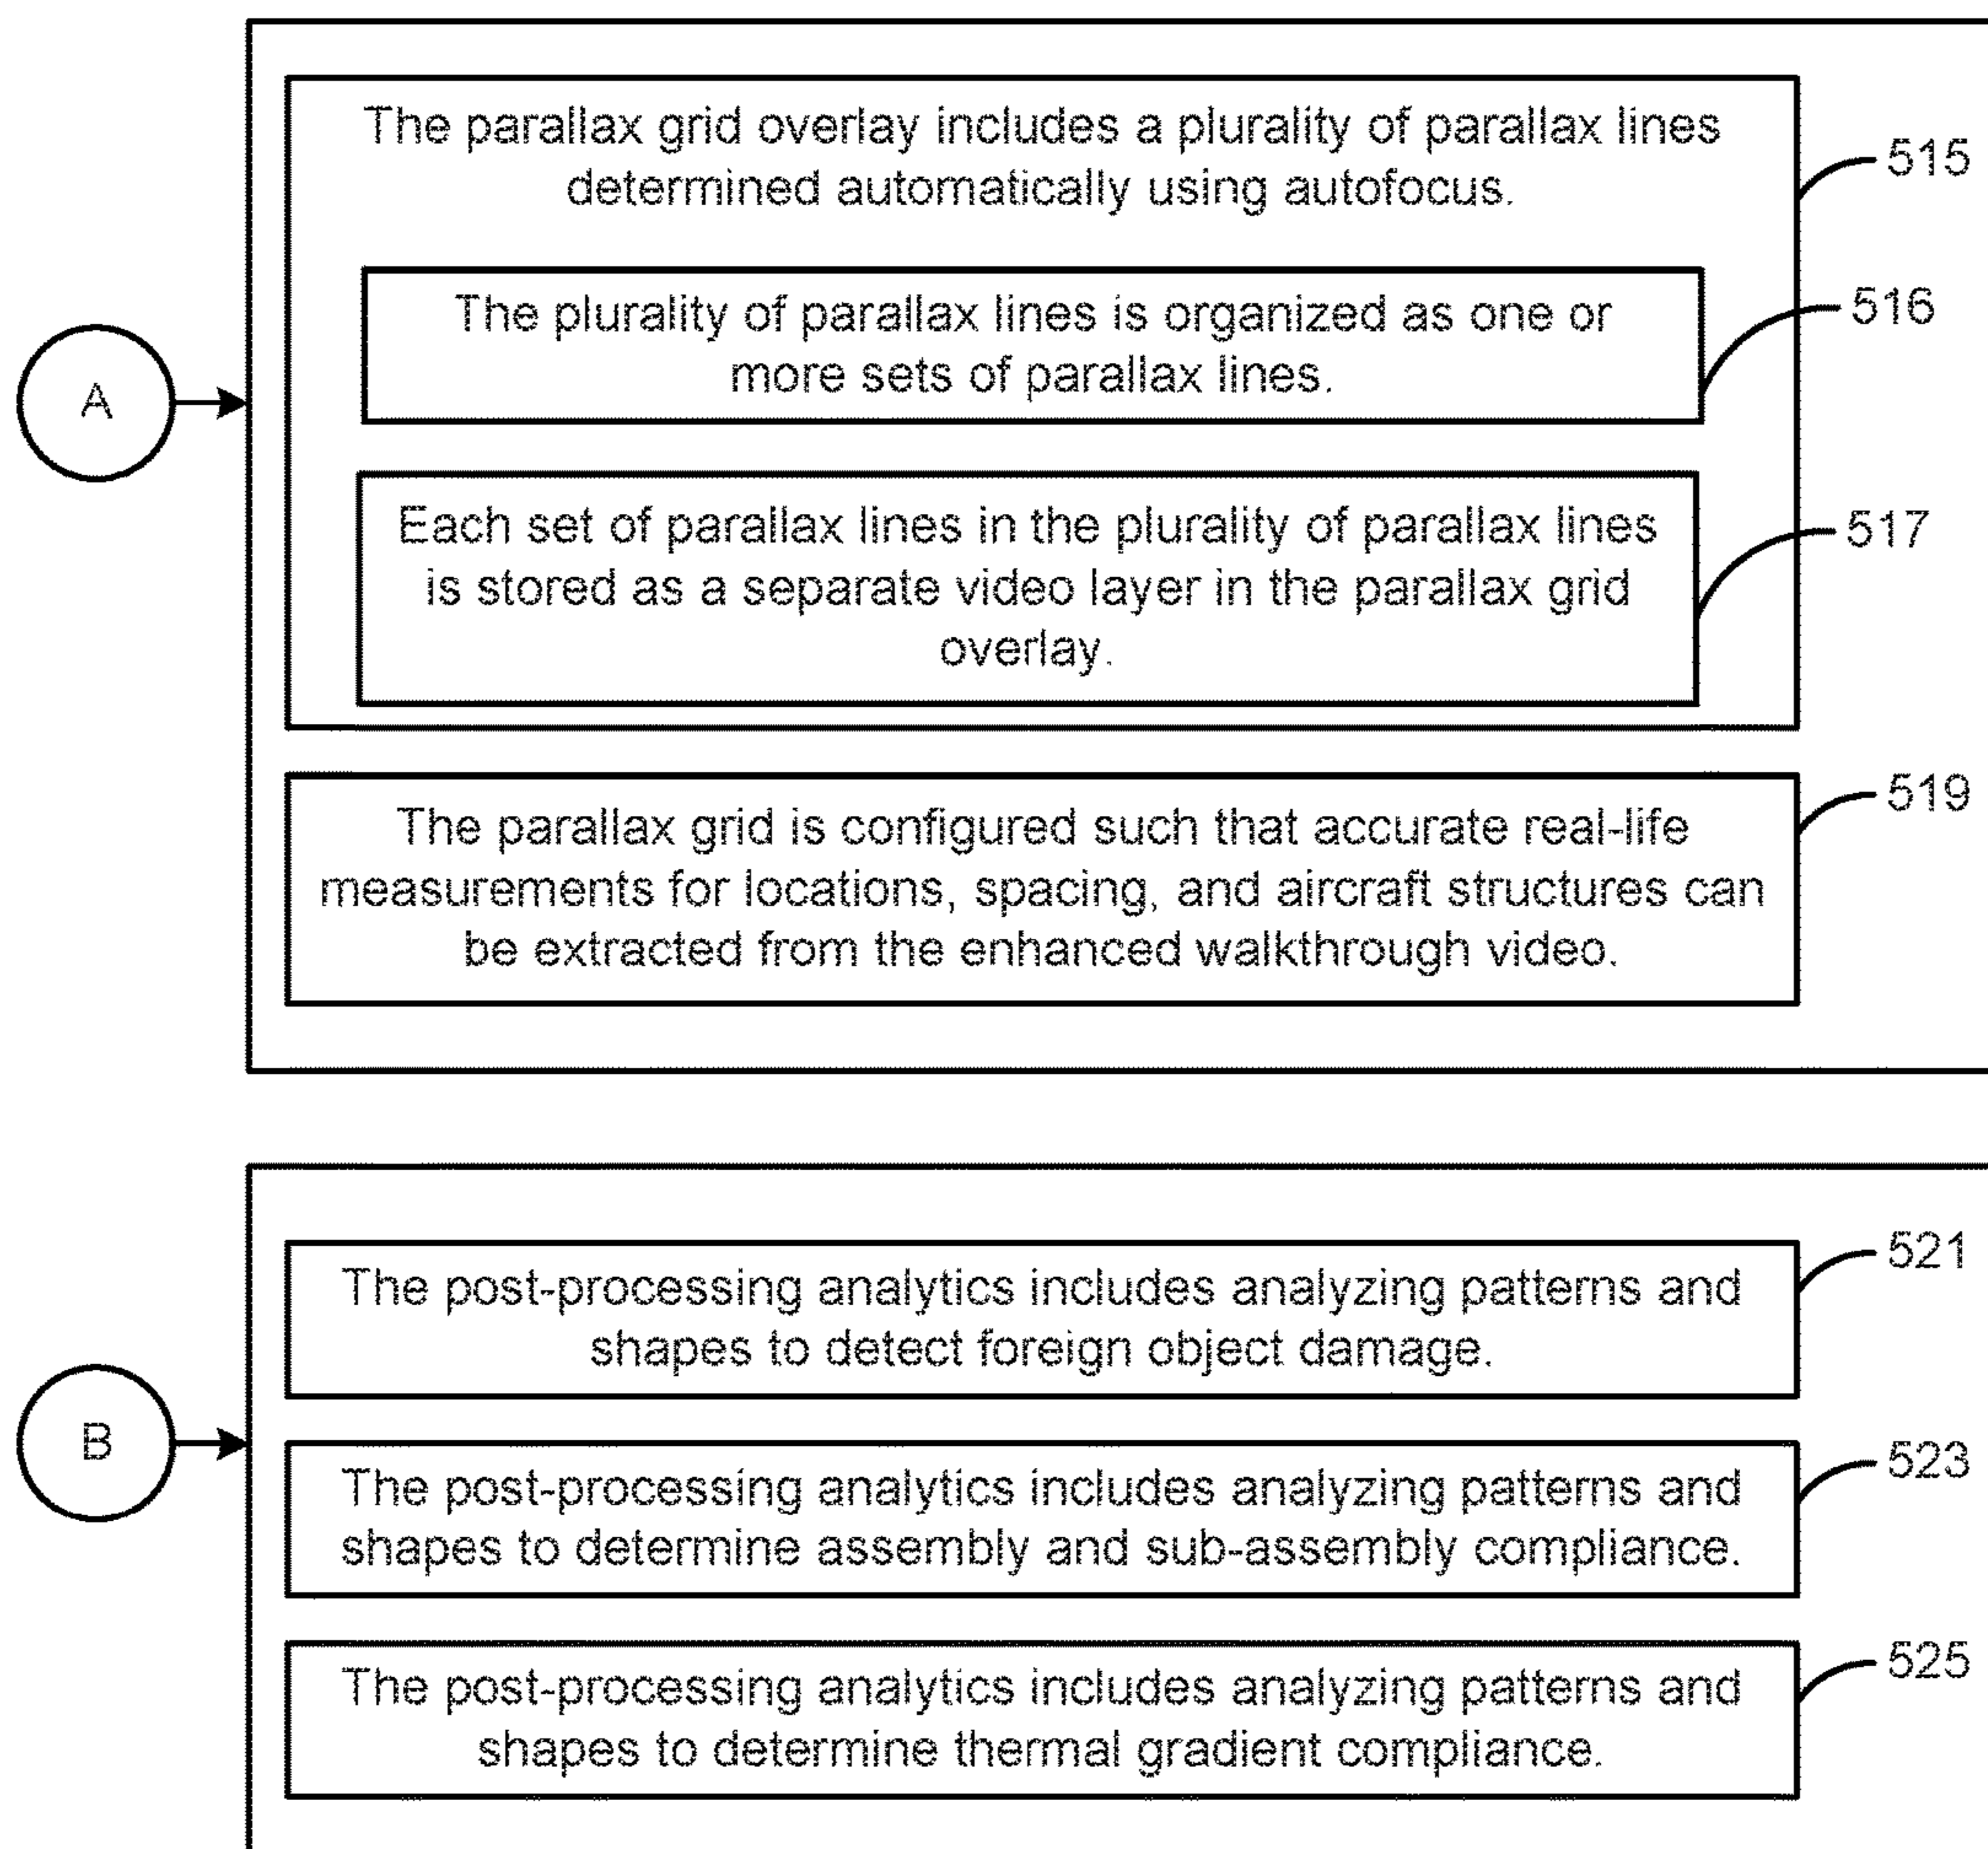 The parallax grid overlay includes a plurality of parallax lines
determined automatically using autofocus.
515
The plurality of parallax lines is organized as one or
more sets of parallax lines.
516
A
Each set of parallax lines in the plurality of parallax lines
is stored as a separate video layer in the parallax grid
overlay.
517
The parallax grid is configured such that accurate real-life
measurements for locations, spacing, and aircraft structures can
be extracted from the enhanced walkthrough video.
519
The post-processing analytics includes analyzing patterns and
shapes to detect foreign object damage.
521
B
The post-processing analytics includes analyzing patterns and
shapes to determine assembly and sub-assembly compliance.
523
The post-processing analytics includes analyzing patterns and
shapes to determine thermal gradient compliance.
525